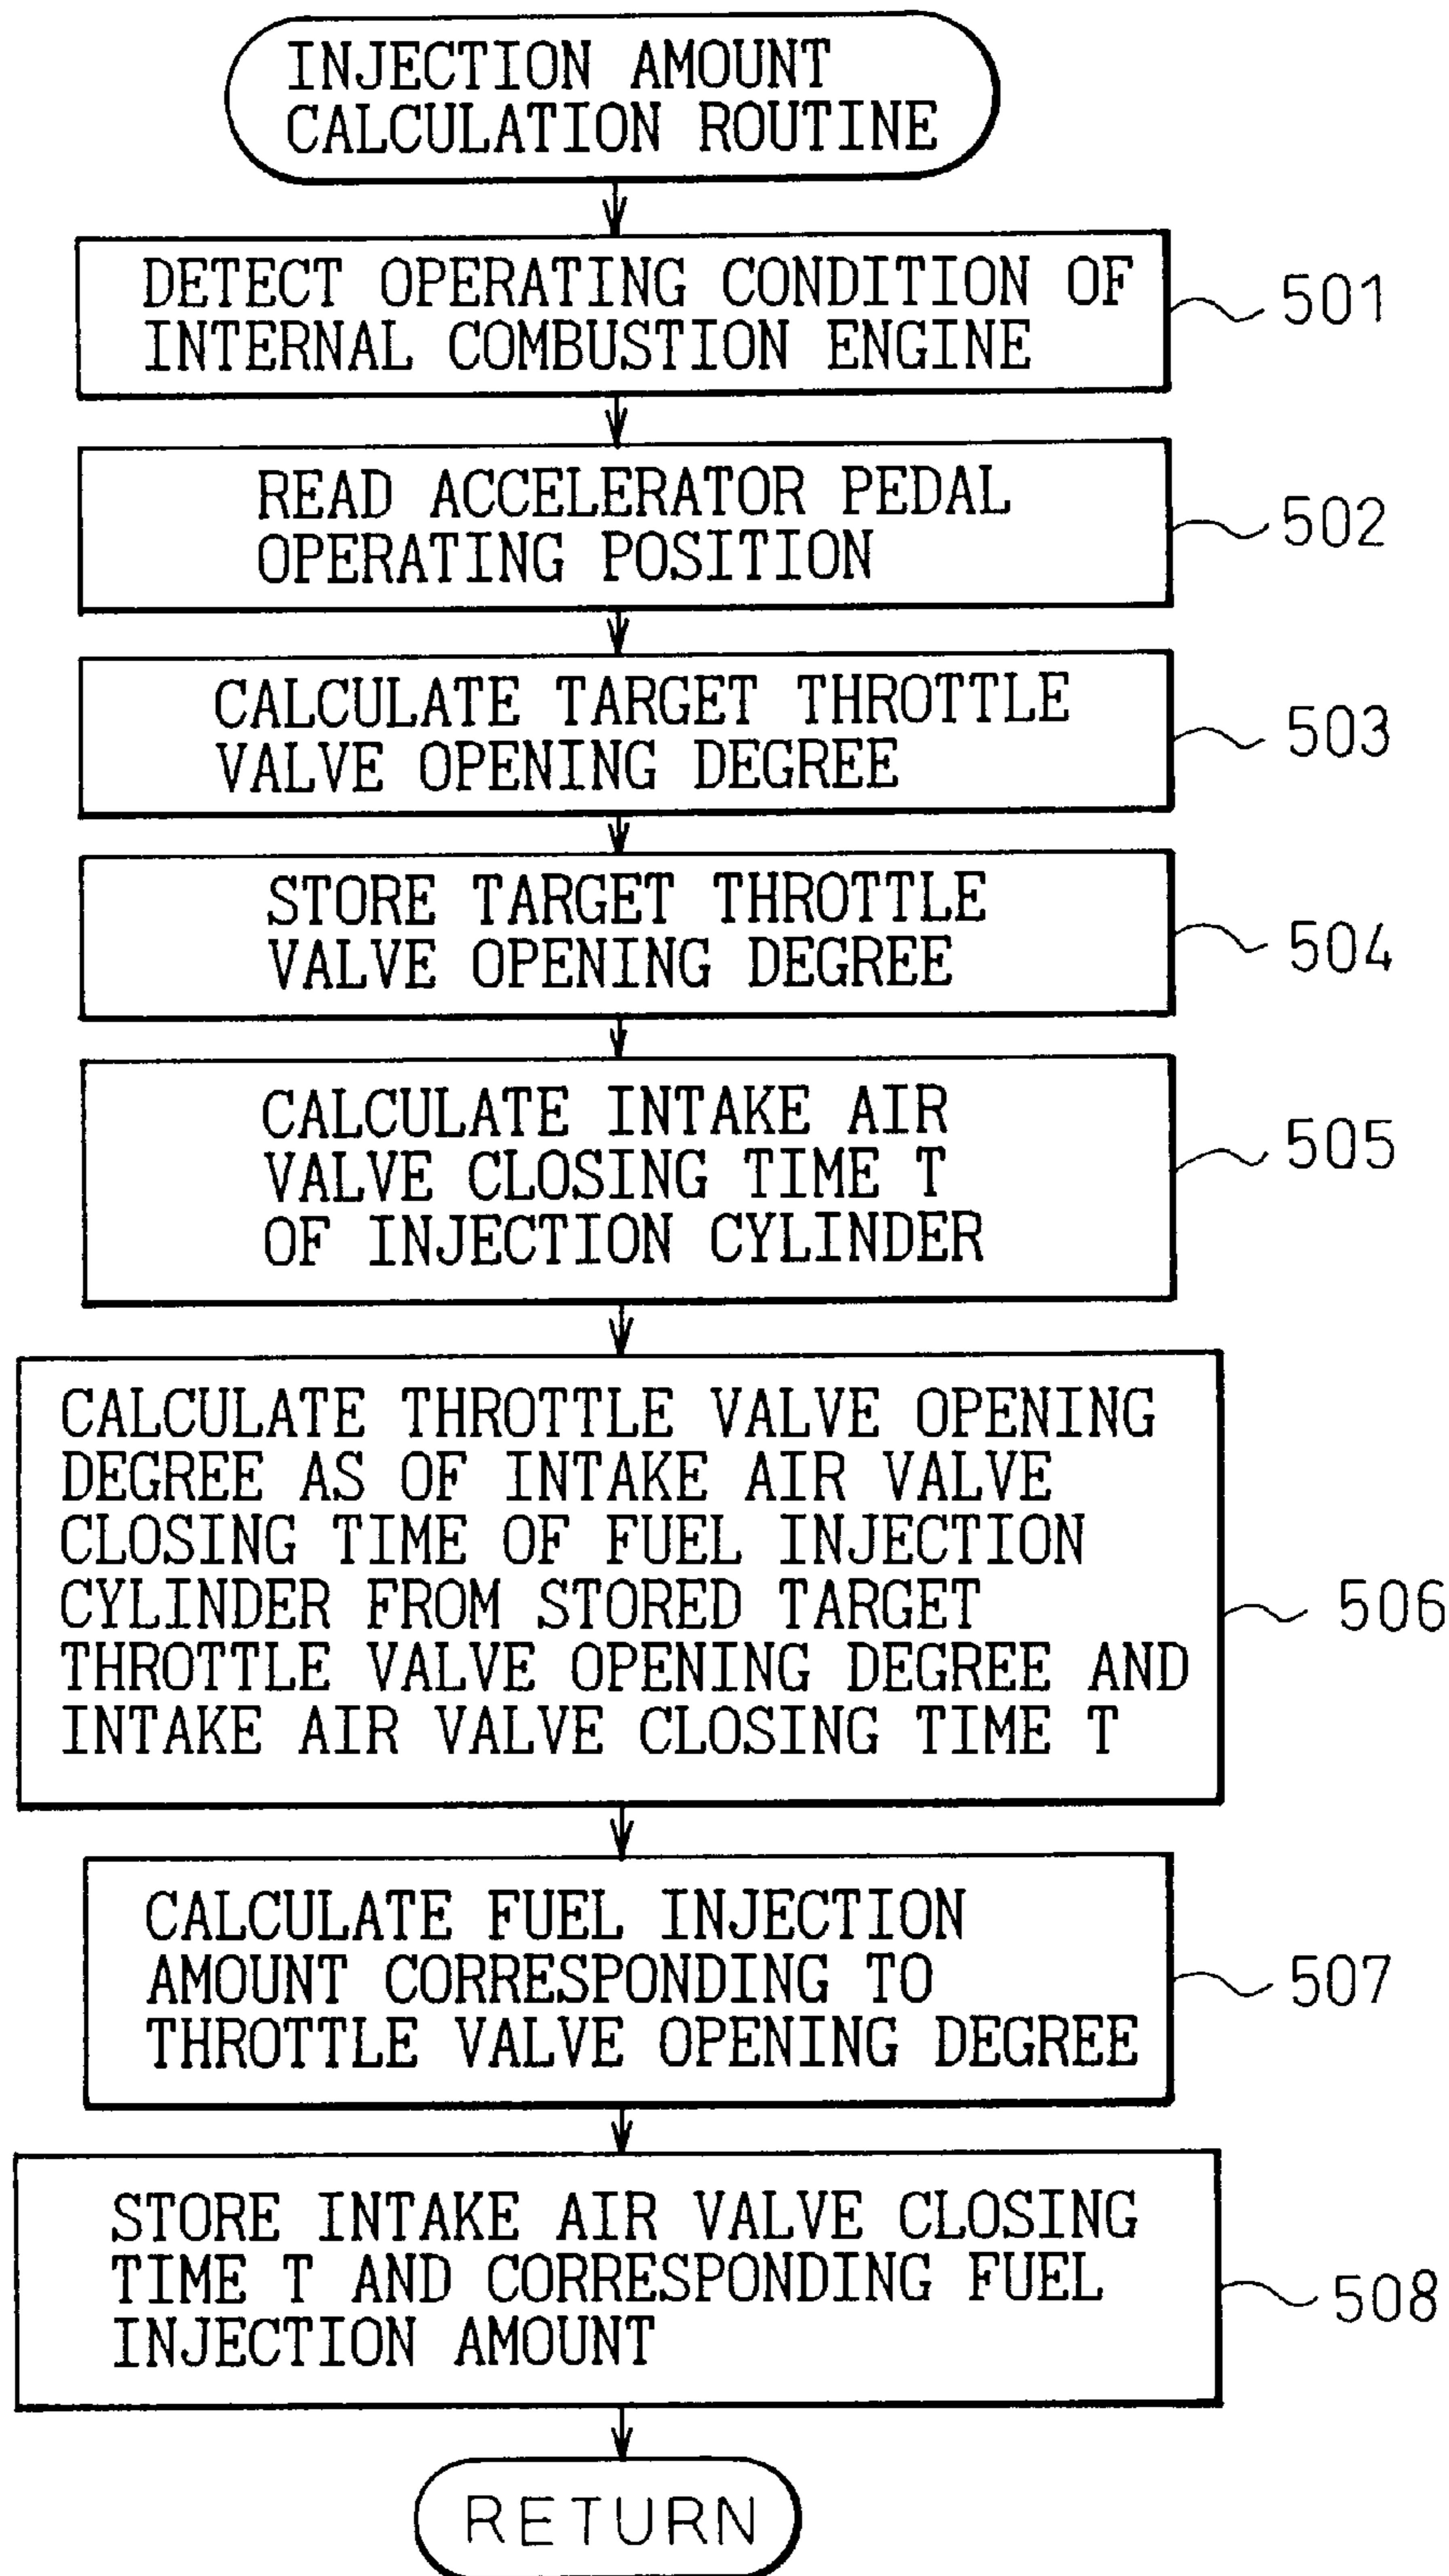 INJECTION AMOUNT
CALCULATION ROUTINE
DETECT OPERATING CONDITION OF
INTERNAL COMBUSTION ENGINE
501
READ ACCELERATOR PEDAL
OPERATING POSITION
502
CALCULATE TARGET THROTTLE
VALVE OPENING DEGREE
503
STORE TARGET THROTTLE
VALVE OPENING DEGREE
504
CALCULATE INTAKE AIR
VALVE CLOSING TIME T
OF INJECTION CYLINDER
505
CALCULATE THROTTLE VALVE OPENING
DEGREE AS OF INTAKE AIR VALVE
CLOSING TIME OF FUEL INJECTION
CYLINDER FROM STORED TARGET
THROTTLE VALVE OPENING DEGREE AND
INTAKE AIR VALVE CLOSING TIME T
506
CALCULATE FUEL INJECTION
AMOUNT CORRESPONDING TO
THROTTLE VALVE OPENING DEGREE
507
STORE INTAKE AIR VALVE CLOSING
TIME T AND CORRESPONDING FUEL
INJECTION AMOUNT
508
RETURN